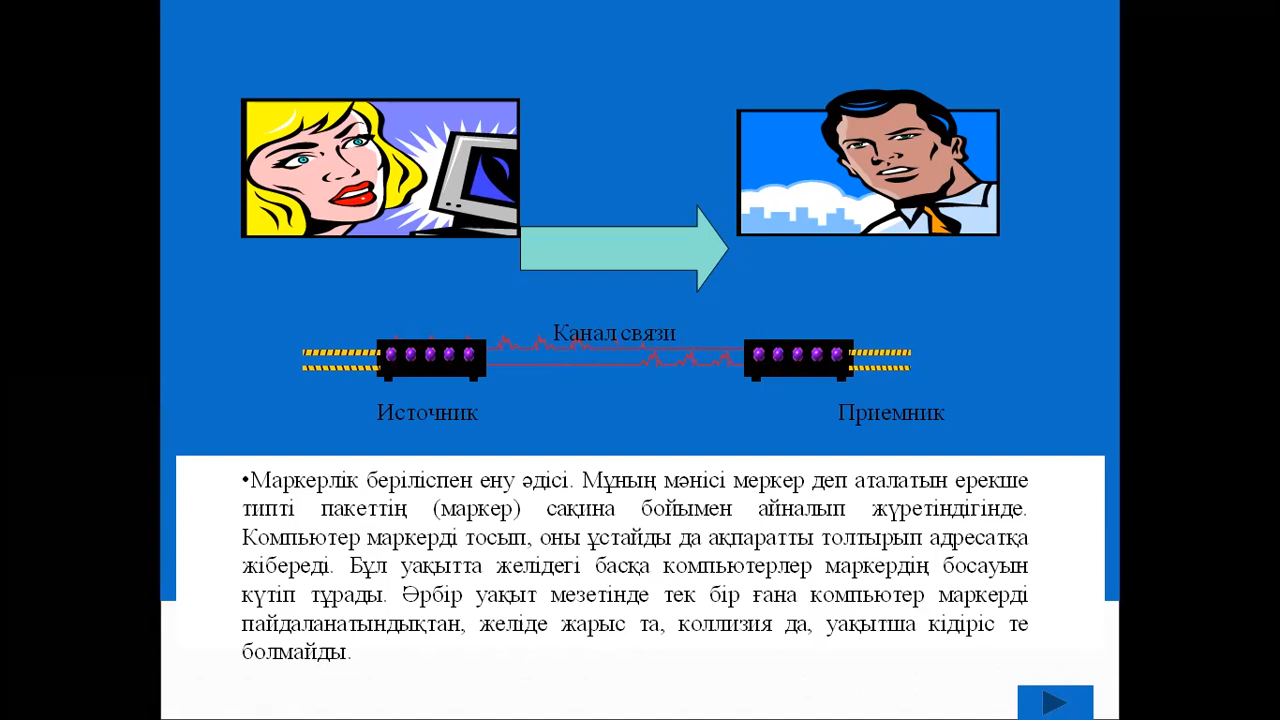 Канал связи
Источник
Приемник
•Маркерлік беріліспен ену әдісі. Мұның мәнісі меркер деп аталатын ерекше
типті пакеттің (маркер) сақина бойымен айналып жүретіндігінде.
Компьютер маркерді тосып, оны ұстайды да ақпаратты толтырып адресатқа
жібереді. Бұл уақытта желідегі басқа компьютерлер маркердің босауын
күтіп тұрады. Әрбір уақыт мезетінде тек бір ғана компьютер маркерді
пайдаланатындықтан, желіде жарыс та, коллизия да, уақытша кідіріс те
болмайды.